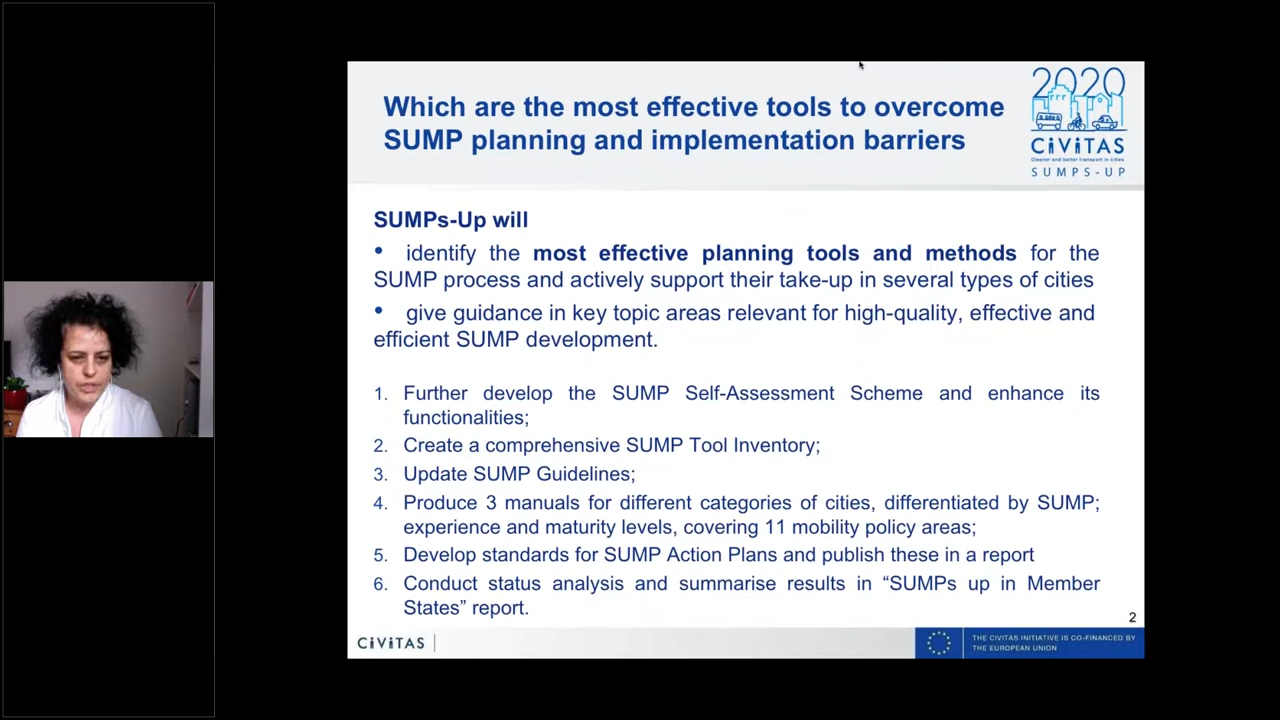 Which are the most effective tools to overcome
SUMP planning and implementation barriers
2020
CiViTAS
Cleaner and better transport in cities
SUMPS-UP
SUMPs-Up will
• identify the most effective planning tools and methods for the
SUMP process and actively support their take-up in several types of cities
• give guidance in key topic areas relevant for high-quality, effective and
efficient SUMP development.
1. Further develop the SUMP Self-Assessment Scheme and enhance its
functionalities;
2. Create a comprehensive SUMP Tool Inventory;
3. Update SUMP Guidelines;
4. Produce 3 manuals for different categories of cities, differentiated by SUMP;
experience and maturity levels, covering 11 mobility policy areas;
5. Develop standards for SUMP Action Plans and publish these in a report
6. Conduct status analysis and summarise results in “SUMPs up in Member
States” report.
2
CiViTAS
THE CIVITAS INITIATIVE IS CO-FINANCED BY
THE EUROPEAN UNION